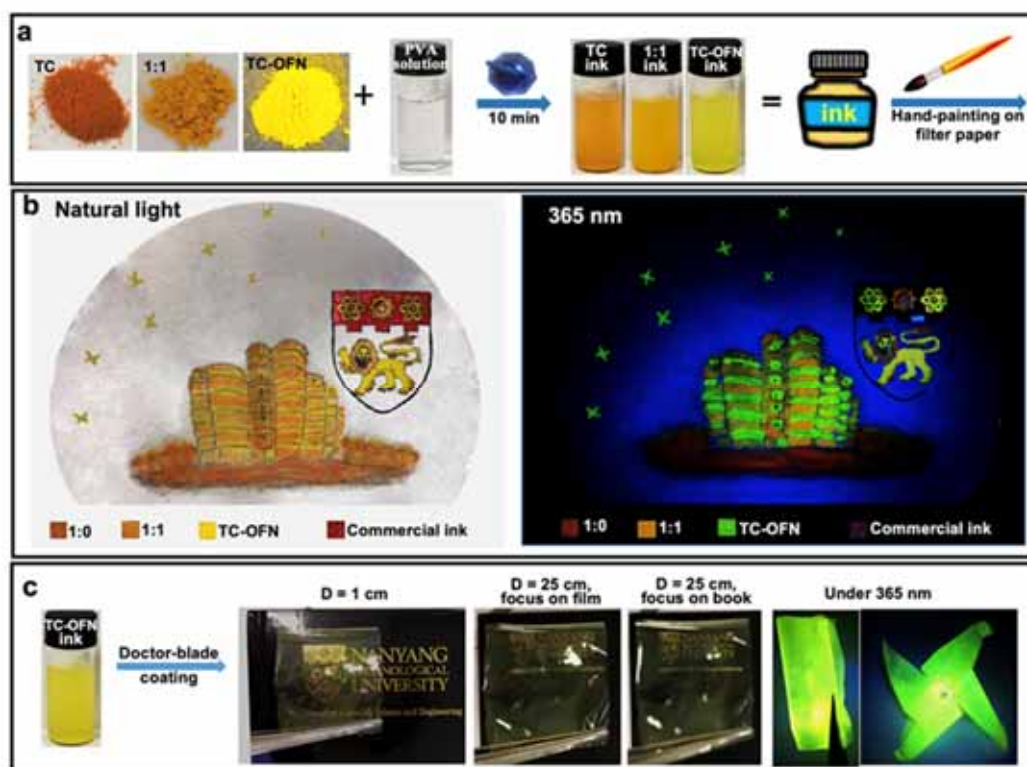 a
TC
1:1
TC-OFN
+
PVA
solution
10 min
TC
ink
1:1
ink
TC-OFN
ink
=
ink
Hand-painting on
filter paper
b
Natural light
1:0
1:1
TC-OFN
Commercial ink
365 nm
1:0
1:1
TC-OFN
Commercial ink
c
TC-OFN
ink
Doctor-blade
coating
D = 1 cm
NANYANG
TECHNOLOGICAL
UNIVERSITY
D = 25 cm,
focus on film
D = 25 cm,
focus on book
Under 365 nm